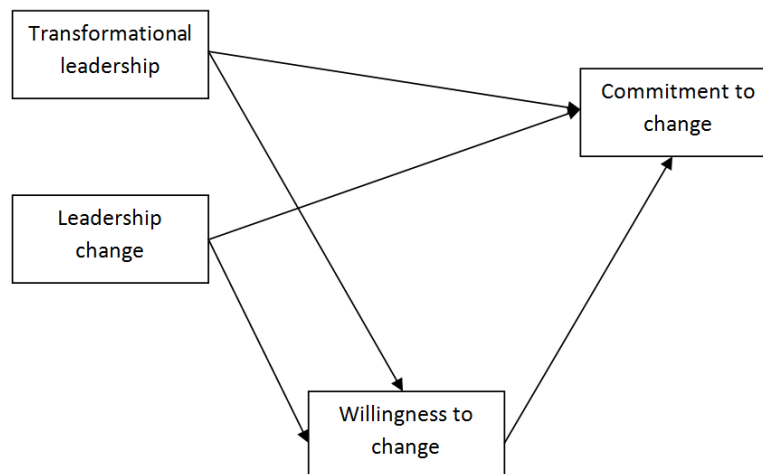 Transformational
leadership
Commitment to
change
Leadership
change
Willingness to
change